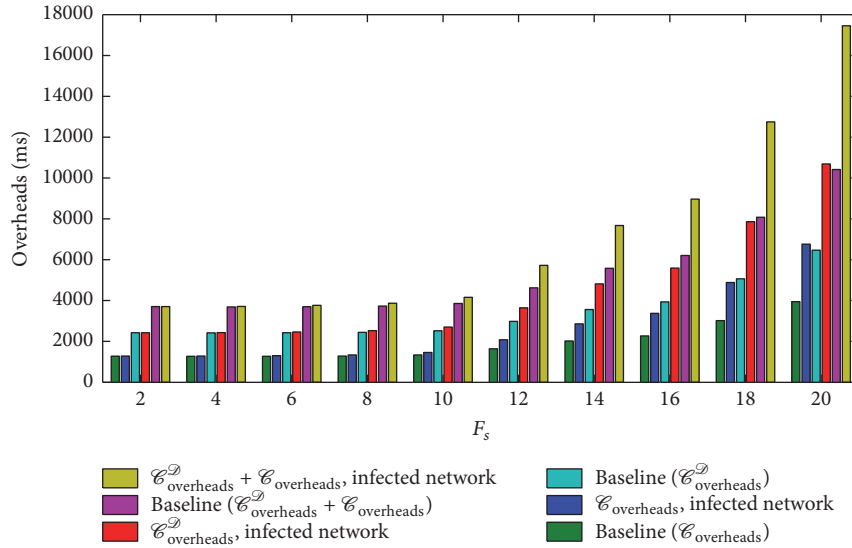 18000
16000
14000
12000
10000
8000
6000
4000
2000
0
Overheads (ms)
2 4 6 8 10 12 14 16 18 20
F_s
𝒞^𝒟_overheads + 𝒞_overheads, infected network
Baseline (𝒞^𝒟_overheads + 𝒞_overheads)
𝒞^𝒟_overheads, infected network
Baseline (𝒞^𝒟_overheads)
𝒞_overheads, infected network
Baseline (𝒞_overheads)